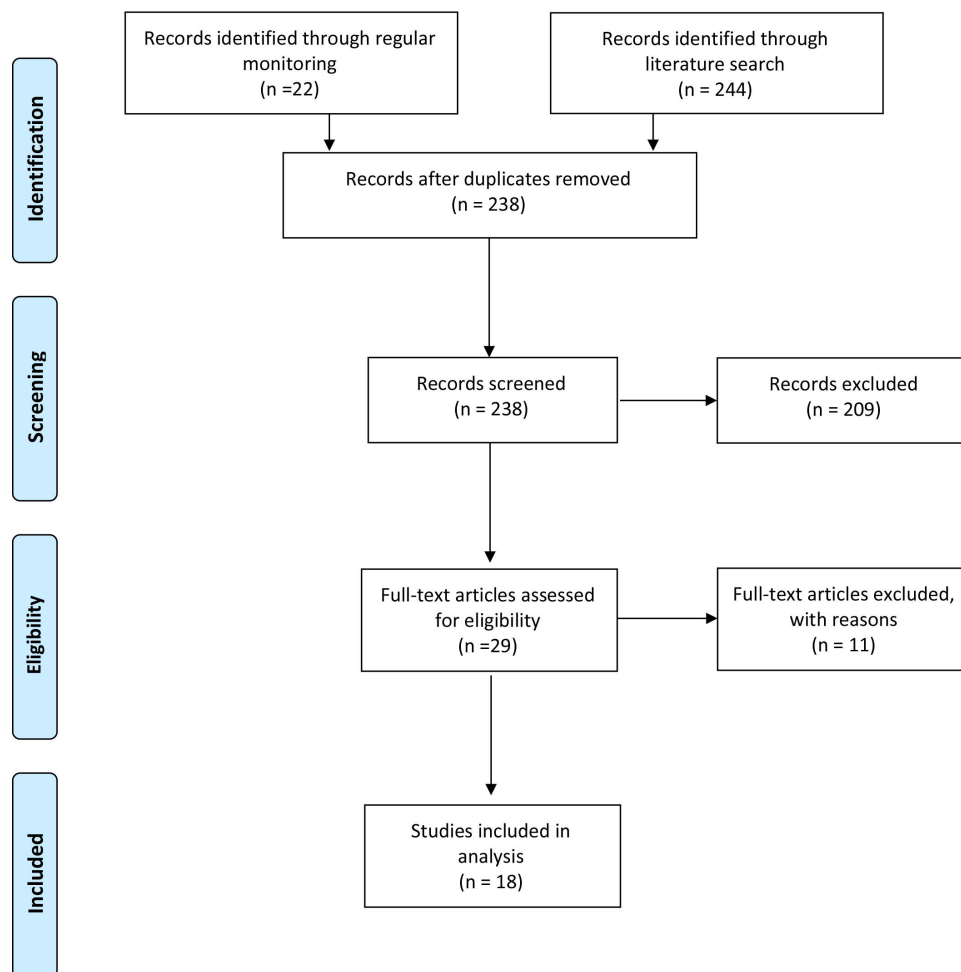 Records identified through regular
monitoring
(n =22)
Records identified through
literature search
(n = 244)
Identification
Records after duplicates removed
(n = 238)
Screening
Records screened
(n = 238)
Records excluded
(n = 209)
Eligibility
Full-text articles assessed
for eligibility
(n =29)
Full-text articles excluded,
with reasons
(n = 11)
Included
Studies included in
analysis
(n = 18)